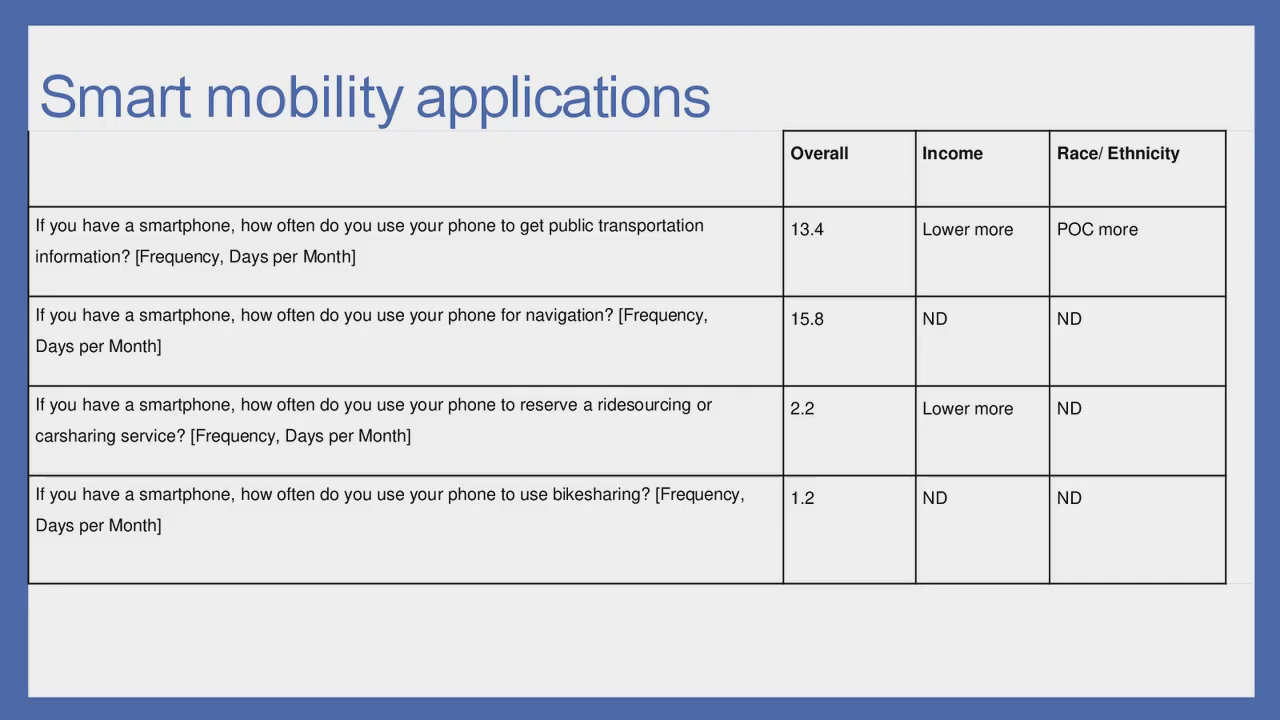 Smart mobility applications
Overall
Income
Race/ Ethnicity
If you have a smartphone, how often do you use your phone to get public transportation
information? [Frequency, Days per Month]
13.4
Lower more
POC more
If you have a smartphone, how often do you use your phone for navigation? [Frequency,
Days per Month]
15.8
ND
ND
If you have a smartphone, how often do you use your phone to reserve a ridesourcing or
carsharing service? [Frequency, Days per Month]
2.2
Lower more
ND
If you have a smartphone, how often do you use your phone to use bikesharing? [Frequency,
Days per Month]
1.2
ND
ND